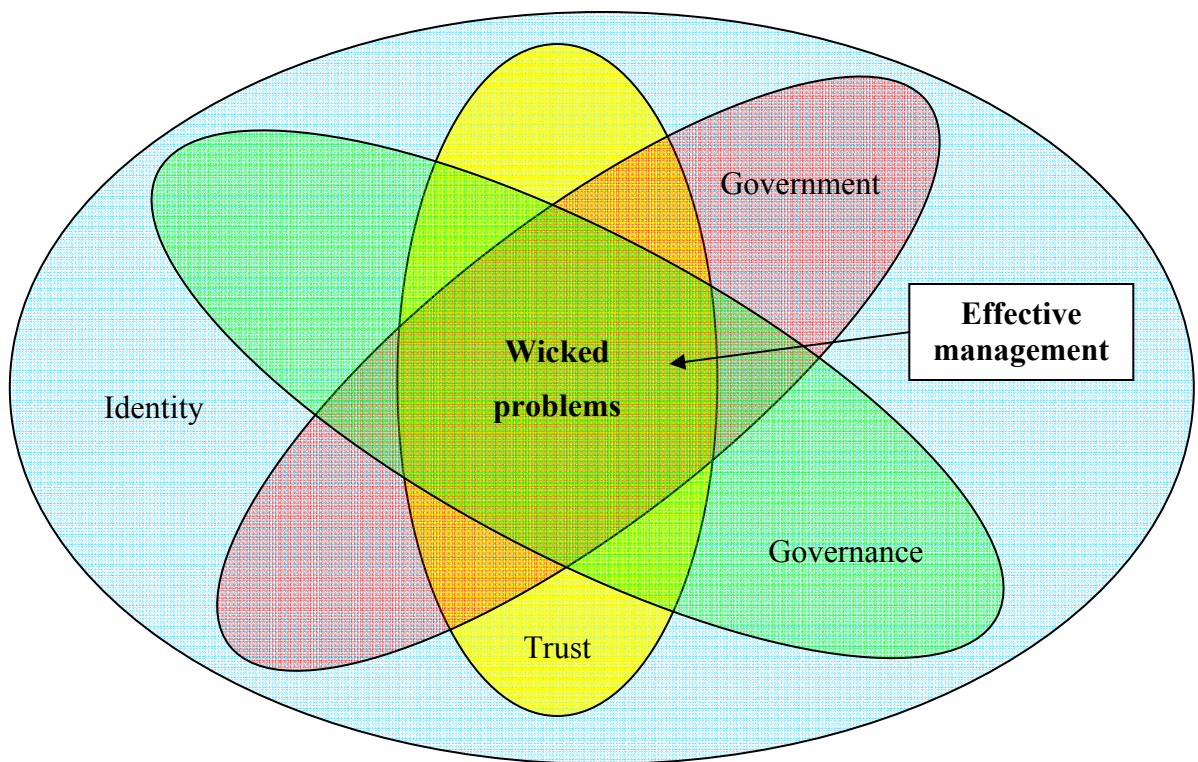 Government
Effective
management
Wicked
problems
Identity
Governance
Trust